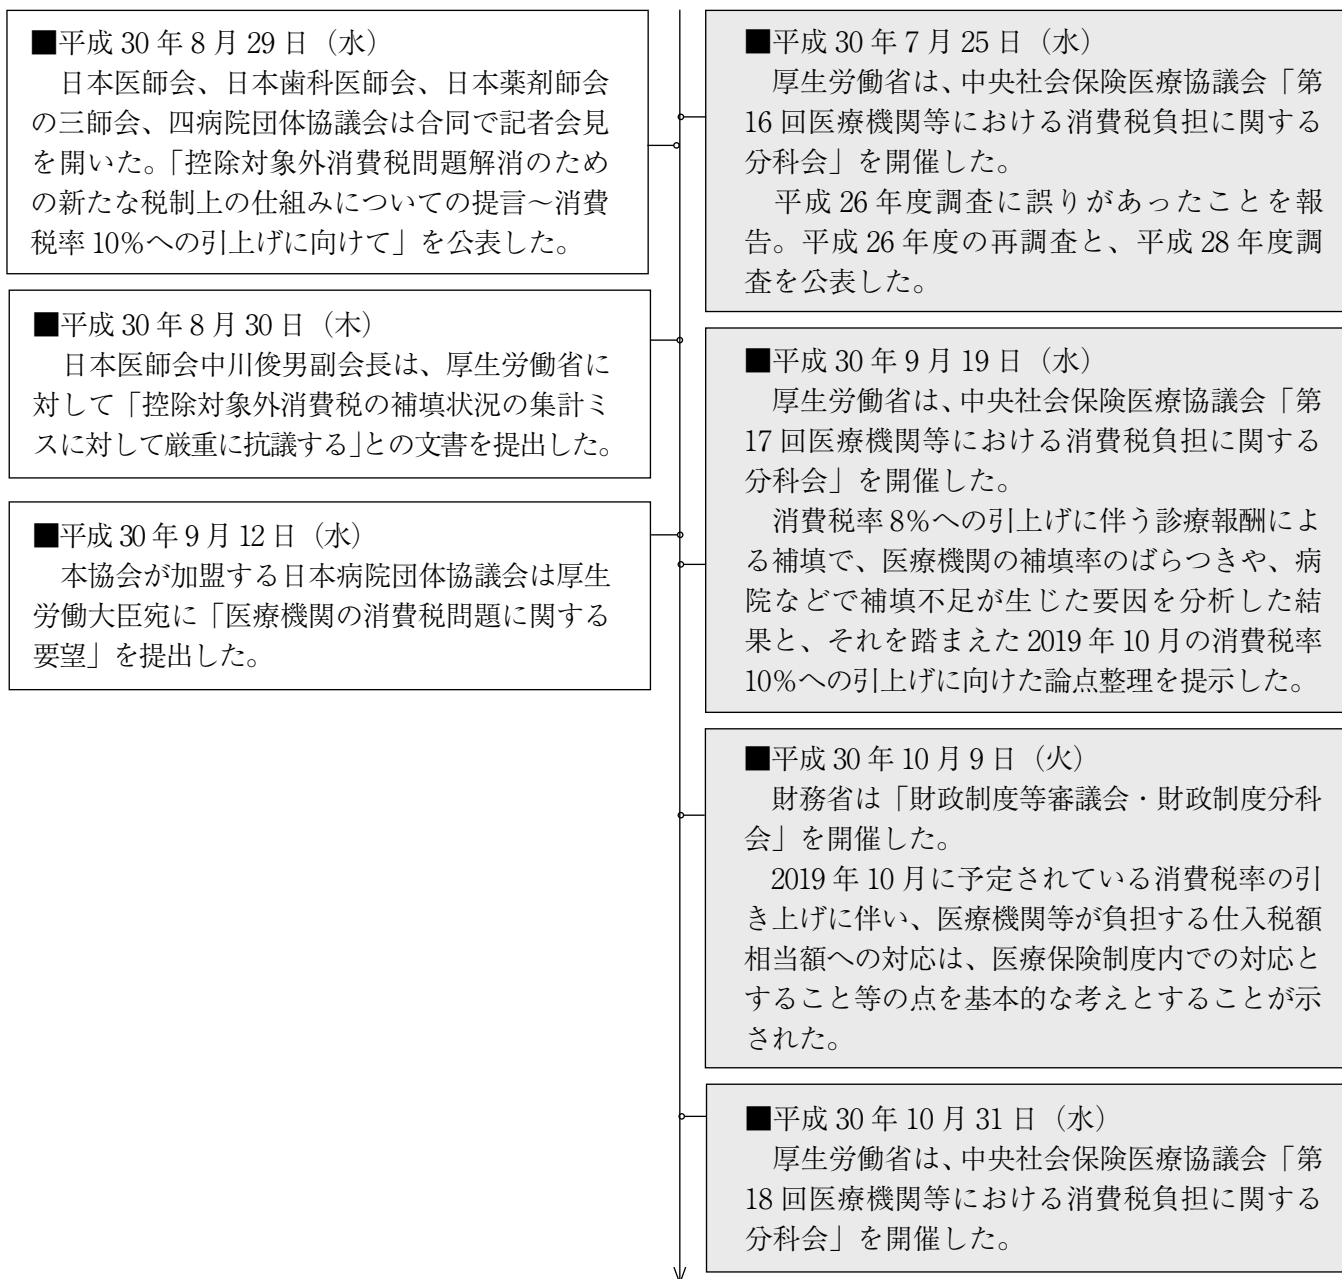 ■平成 30 年 8 月 29 日（水）
日本医師会、日本歯科医師会、日本薬剤師会
の三師会、四病院団体協議会は合同で記者会見
を開いた。「控除対象外消費税問題解消のため
の新たな税制上の仕組みについての提言〜消費
税率 10％への引上げに向けて」を公表した。
■平成 30 年 8 月 30 日（木）
日本医師会中川俊男副会長は、厚生労働省に
対して「控除対象外消費税の補填状況の集計ミ
スに対して厳重に抗議する」との文書を提出した。
■平成 30 年 9 月 12 日（水）
本協会が加盟する日本病院団体協議会は厚生
労働大臣宛に「医療機関の消費税問題に関する
要望」を提出した。
■平成 30 年 7 月 25 日（水）
厚生労働省は、中央社会保険医療協議会「第
16 回医療機関等における消費税負担に関する
分科会」を開催した。
平成 26 年度調査に誤りがあったことを報
告。平成 26 年度の再調査と、平成 28 年度調
査を公表した。
■平成 30 年 9 月 19 日（水）
厚生労働省は、中央社会保険医療協議会「第
17 回医療機関等における消費税負担に関する
分科会」を開催した。
消費税率 8％への引上げに伴う診療報酬によ
る補填で、医療機関の補填率のばらつきや、病
院などで補填不足が生じた要因を分析した結
果と、それを踏まえた 2019 年 10 月の消費税率
10％への引上げに向けた論点整理を提示した。
■平成 30 年 10 月 9 日（火）
財務省は「財政制度等審議会・財政制度分科
会」を開催した。
2019 年 10 月に予定されている消費税率の引
き上げに伴い、医療機関等が負担する仕入税額
相当額への対応は、医療保険制度内での対応と
すること等の点を基本的な考えとすることが示
された。
■平成 30 年 10 月 31 日（水）
厚生労働省は、中央社会保険医療協議会「第
18 回医療機関等における消費税負担に関する
分科会」を開催した。